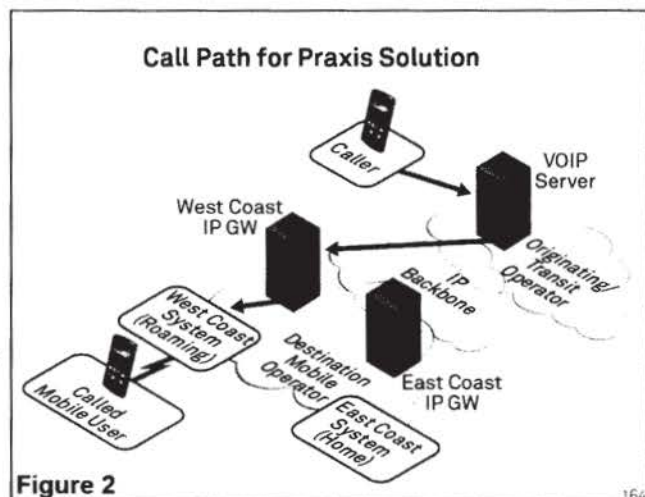 Call Path for Praxis Solution
Caller
VOIP
Server
West Coast
IP GW
Originating/
Transit
Operator
IP
Backbone
West Coast
System
(Roaming)
Destination
Mobile
Operator
East Coast
IP GW
Called
Mobile User
East Coast
System
(Home)
Figure 2
164